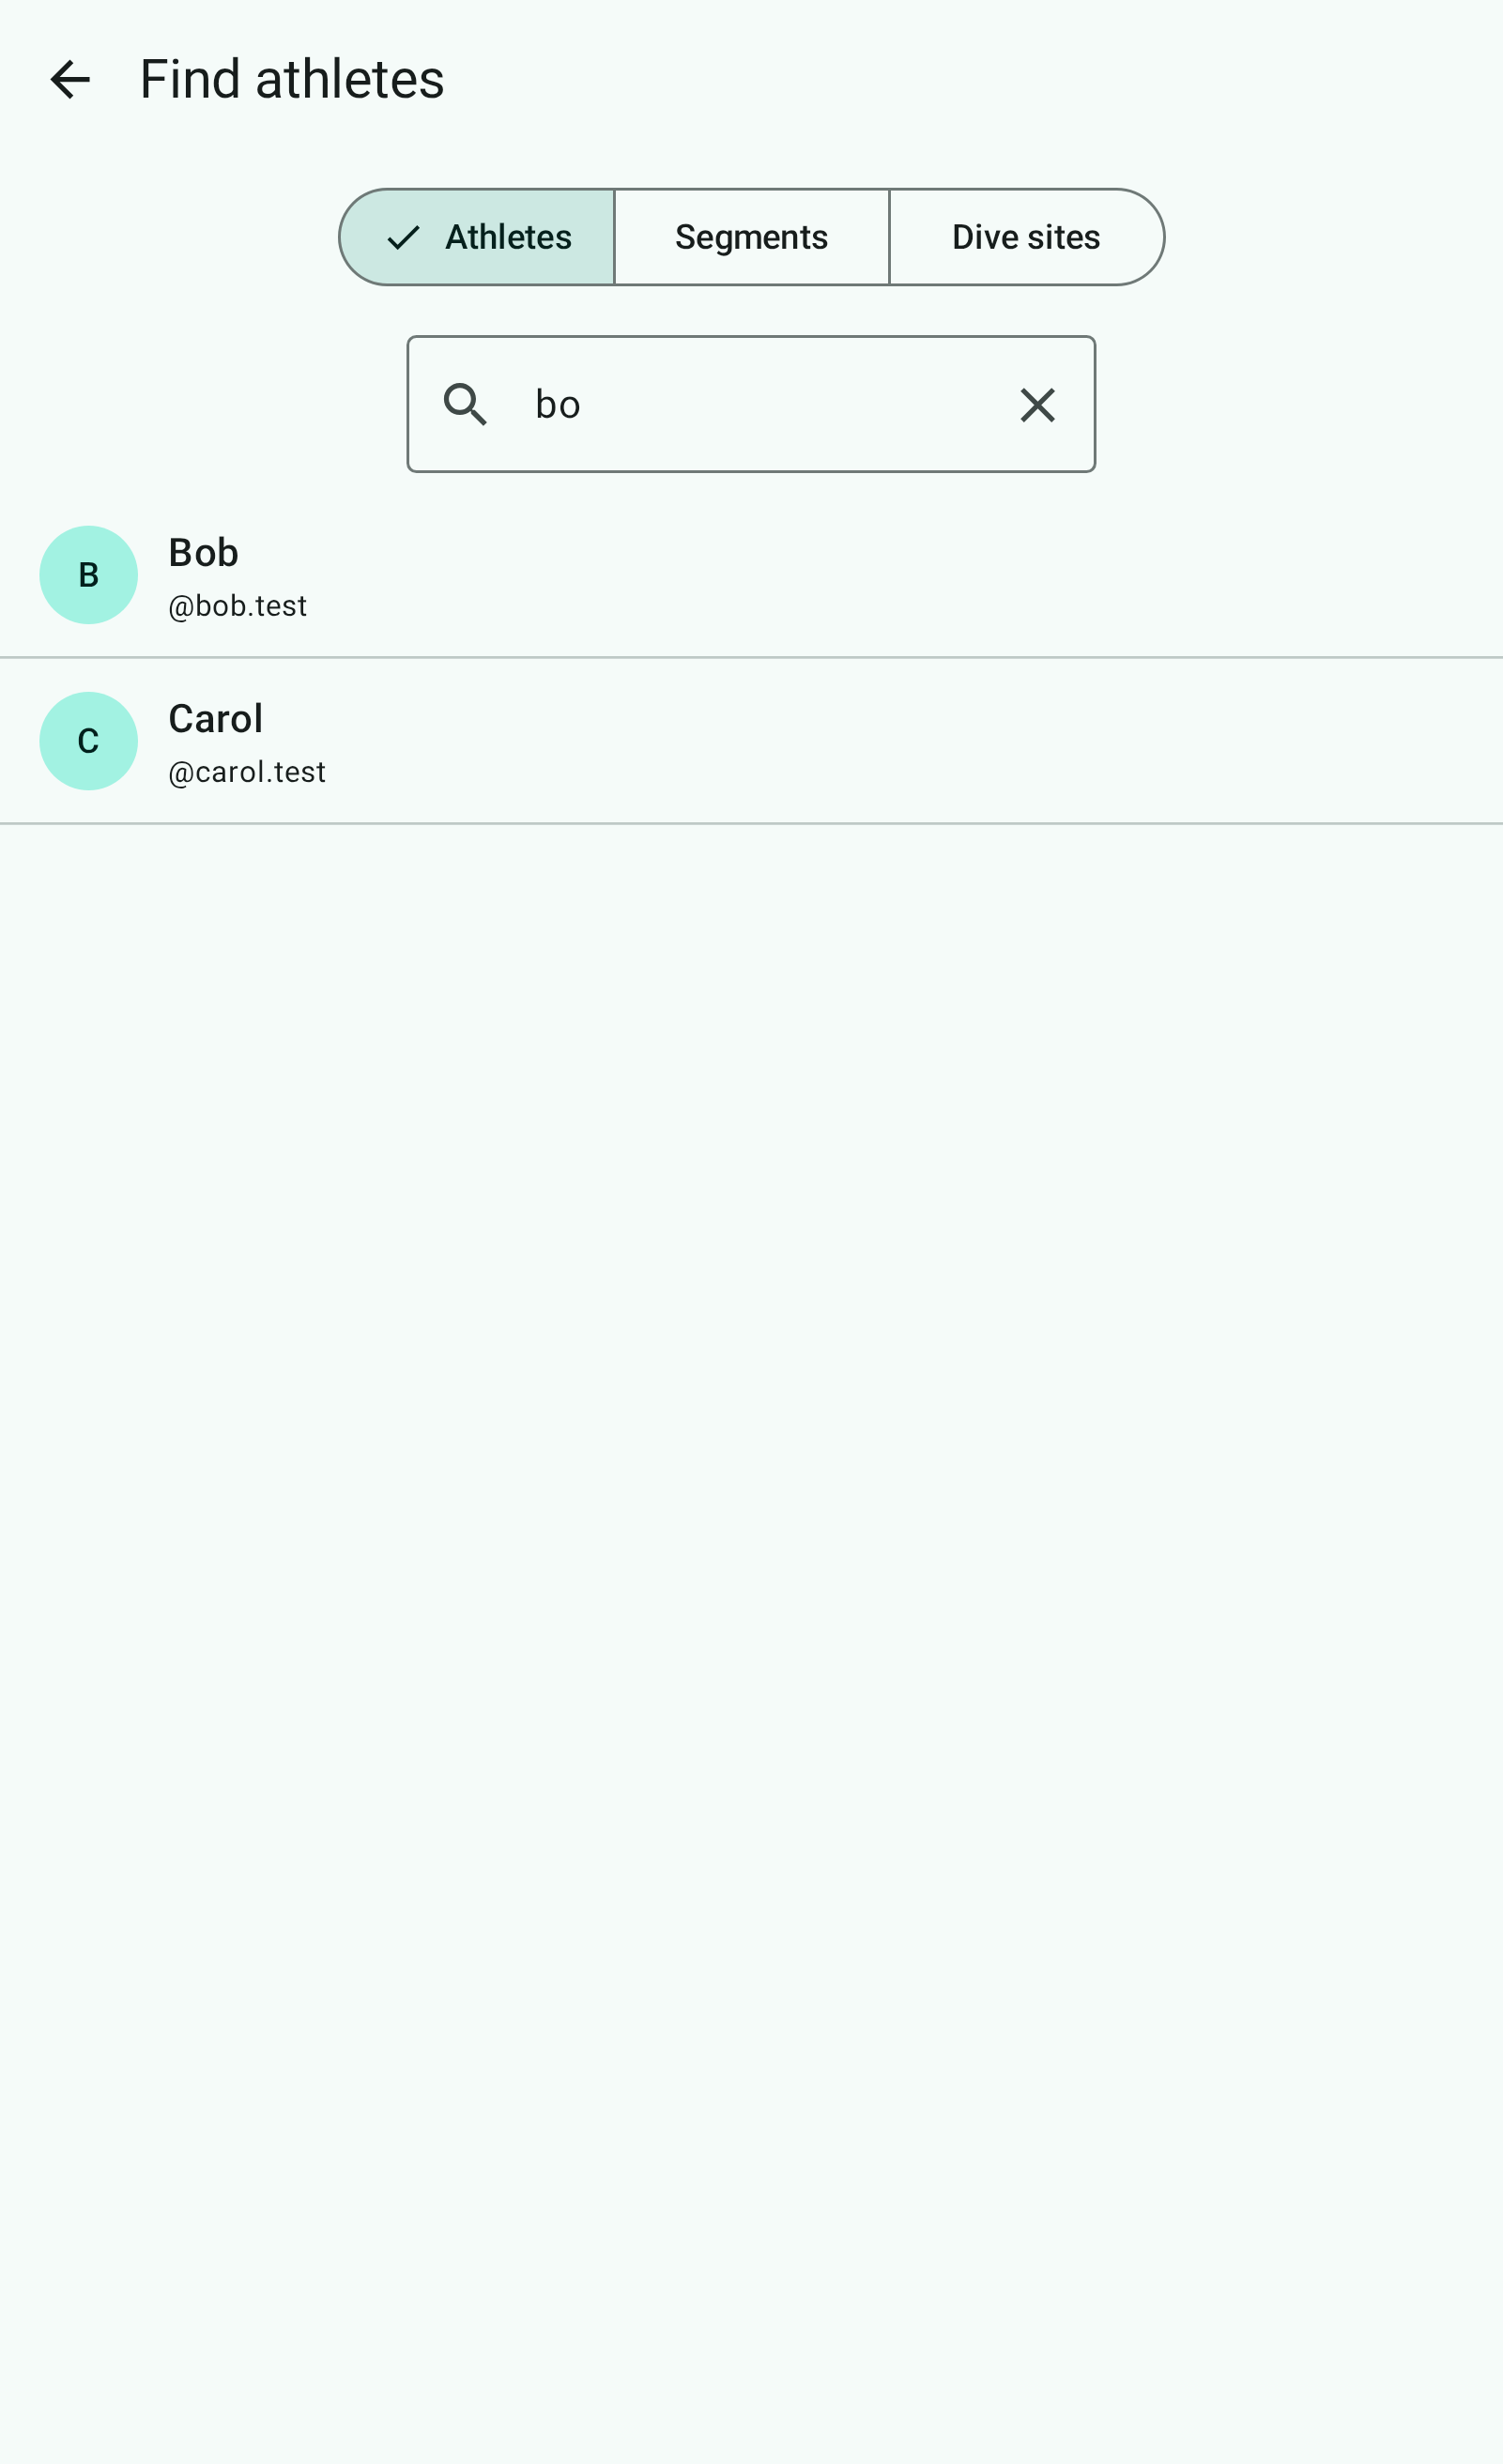 Find athletes
Athletes Segments Dive sites
bo
B
Bob
@bob.test
C
Carol
@carol.test